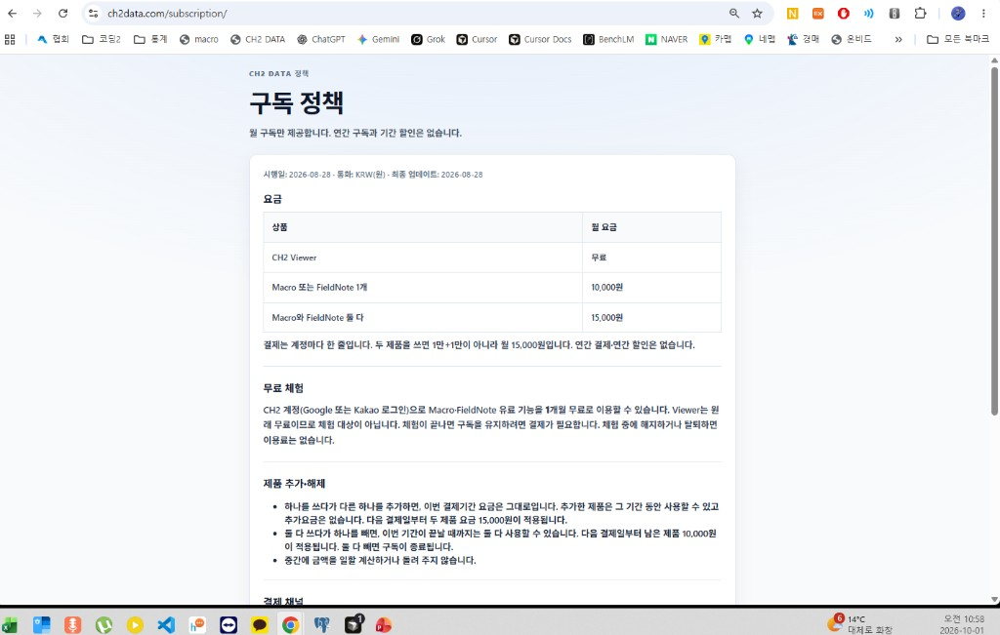 ch2data.com/subscription/
협회
코딩2
통계
macro
CH2 DATA
ChatGPT
Gemini
Grok
Cursor
Cursor Docs
BenchLM
NAVER
카맵
네맵
경매
온비드
»
모든 북마크
CH2 DATA 정책
구독 정책
월 구독만 제공합니다. 연간 구독과 기간 할인은 없습니다.
시행일: 2026-08-28 · 통화: KRW(원) · 최종 업데이트: 2026-08-28
요금
상품 월 요금
CH2 Viewer 무료
Macro 또는 FieldNote 1개 10,000원
Macro와 FieldNote 둘 다 15,000원
결제는 계정마다 한 줄입니다. 두 제품을 쓰면 1만+1만이 아니라 월 15,000원입니다. 연간 결제·연간 할인은 없습니다.
무료 체험
CH2 계정(Google 또는 Kakao 로그인)으로 Macro·FieldNote 유료 기능을 1개월 무료로 이용할 수 있습니다. Viewer는 원
래 무료이므로 체험 대상이 아닙니다. 체험이 끝나면 구독을 유지하려면 결제가 필요합니다. 체험 중에 해지하거나 탈퇴하면
이용료는 없습니다.
제품 추가·해제
• 하나를 쓰다가 다른 하나를 추가하면, 이번 결제기간 요금은 그대로입니다. 추가한 제품은 그 기간 동안 사용할 수 있고
추가요금은 없습니다. 다음 결제일부터 두 제품 요금 15,000원이 적용됩니다.
• 둘 다 쓰다가 하나를 빼면, 이번 기간이 끝날 때까지는 둘 다 사용할 수 있습니다. 다음 결제일부터 남은 제품 10,000원
이 적용됩니다. 둘 다 빼면 구독이 종료됩니다.
• 중간에 금액을 일할 계산하거나 돌려 주지 않습니다.
결제 채널
6
14°C
대체로 화창
오전 10:58
2026-10-01